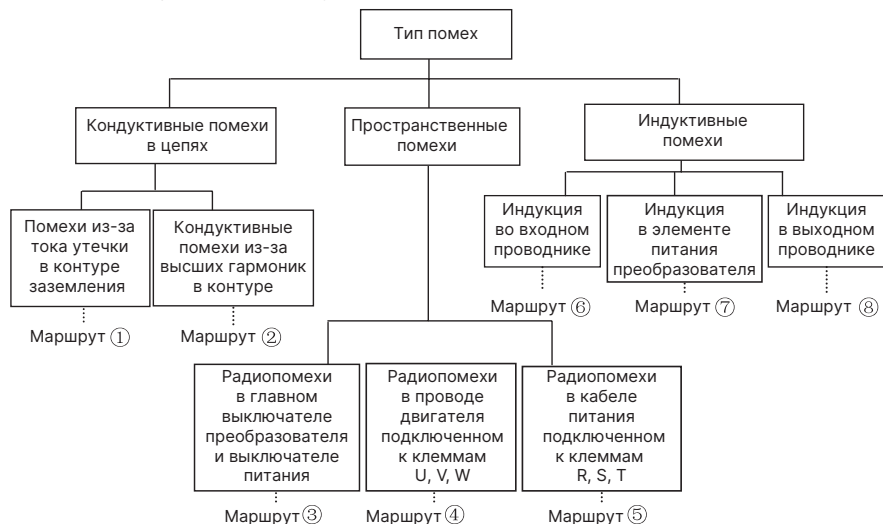 Тип помех
Кондуктивные помехи
в цепях
Пространственные
помехи
Индуктивные
помехи
Помехи из-за
тока утечки
в контуре
заземления
Кондуктивные
помехи из-за
высших гармоник
в контуре
Индукция
во входном
проводнике
Индукция
в элементе
питания
преобразователя
Индукция
в выходном
проводнике
Маршрут ①
Маршрут ②
Маршрут ⑥
Маршрут ⑦
Маршрут ⑧
Радиопомехи
в главном
выключателе
преобразователя
и выключателе
питания
Радиопомехи
в проводе
двигателя
подключенном
к клеммам
U, V, W
Радиопомехи
в кабеле
питания
подключенном
к клеммам
R, S, T
Маршрут ③
Маршрут ④
Маршрут ⑤